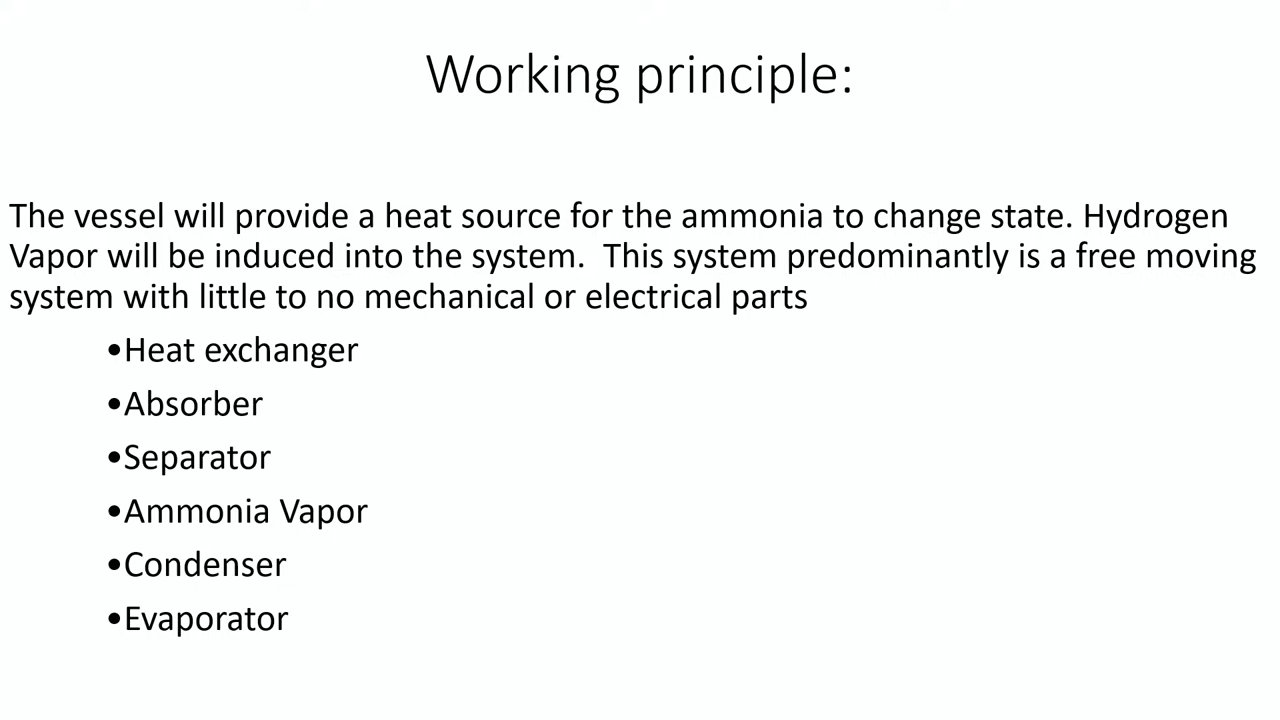 Working principle:
The vessel will provide a heat source for the ammonia to change state. Hydrogen
Vapor will be induced into the system.  This system predominantly is a free moving
system with little to no mechanical or electrical parts
•Heat exchanger
•Absorber
•Separator
•Ammonia Vapor
•Condenser
•Evaporator